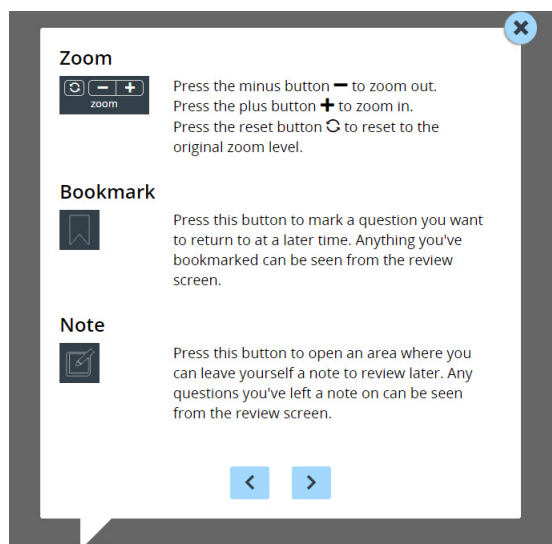 Zoom
zoom
Press the minus button − to zoom out.
Press the plus button + to zoom in.
Press the reset button to reset to the
original zoom level.
Bookmark
Press this button to mark a question you want
to return to at a later time. Anything you've
bookmarked can be seen from the review
screen.
Note
Press this button to open an area where you
can leave yourself a note to review later. Any
questions you've left a note on can be seen
from the review screen.